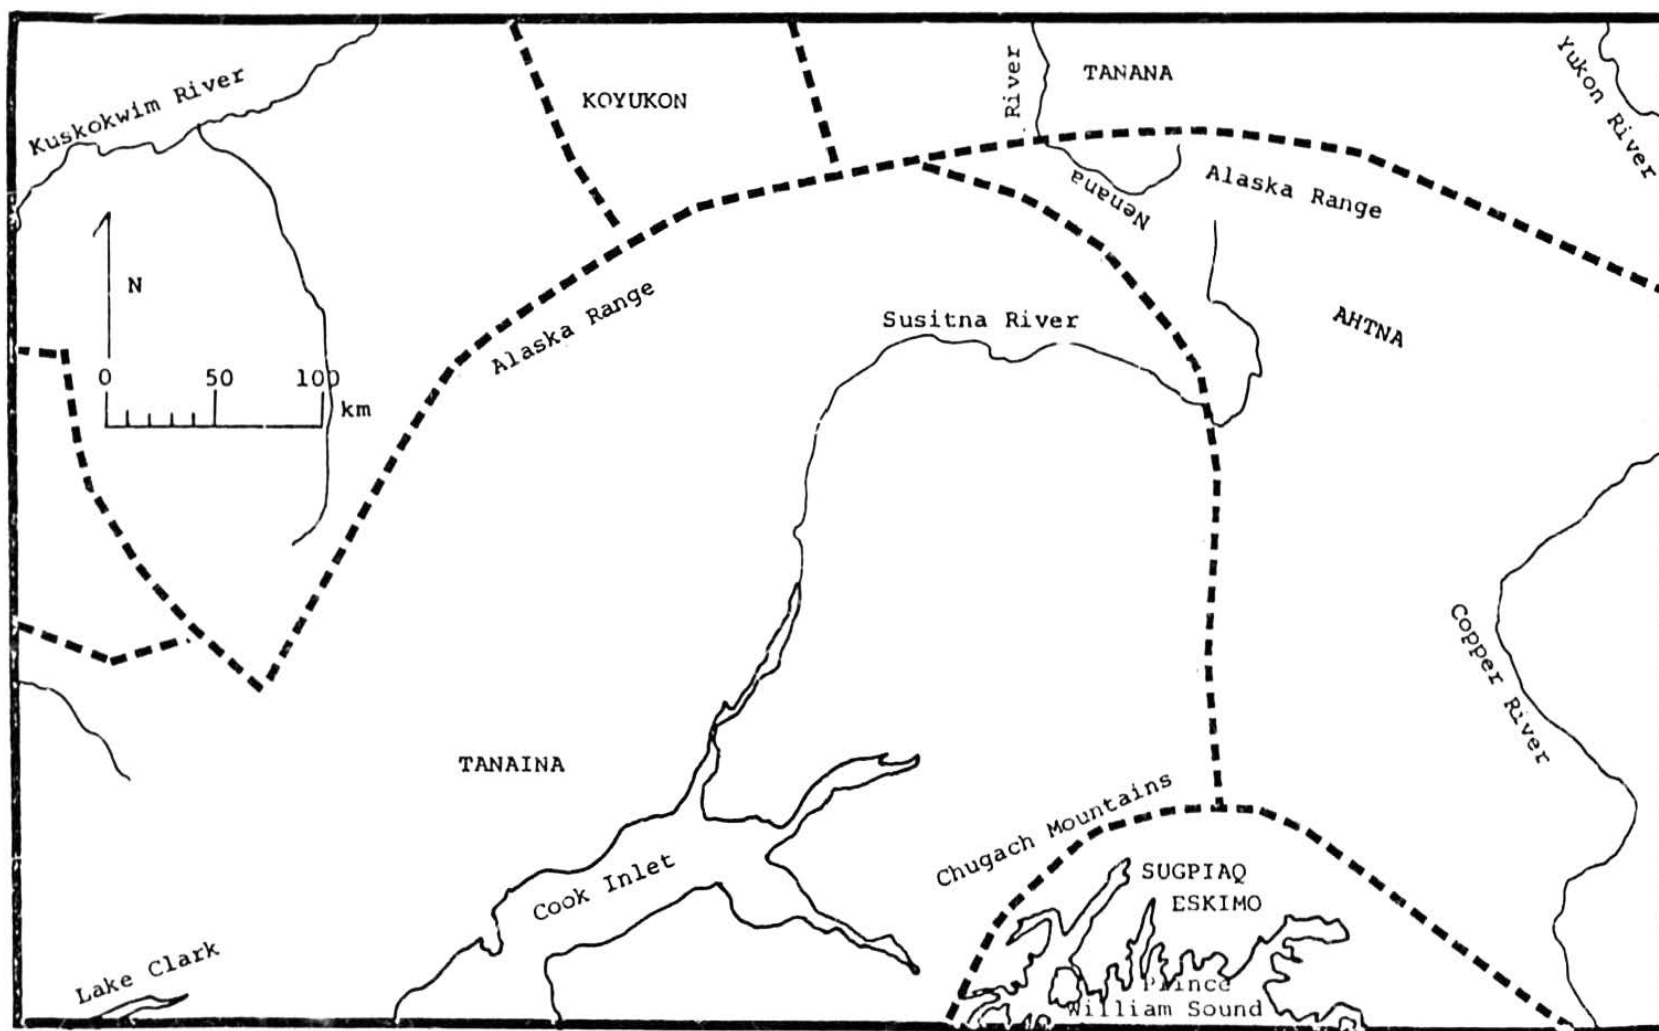 Kuskokwim River
KOYUKON
River
TANANA
Yukon River
Nenana
Alaska Range
N
Alaska Range
Susitna River
AHTNA
0 50 100
km
Copper River
TANAINA
Chugach Mountains
SUGPIAQ
ESKIMO
Cook Inlet
Lake Clark
Prince
William Sound